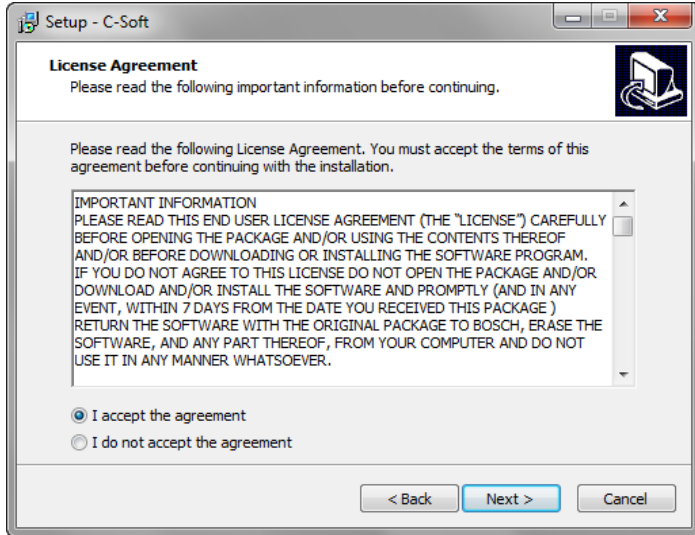 Setup - C-Soft
License Agreement
Please read the following important information before continuing.
Please read the following License Agreement. You must accept the terms of this
agreement before continuing with the installation.
IMPORTANT INFORMATION
PLEASE READ THIS END USER LICENSE AGREEMENT (THE "LICENSE") CAREFULLY
BEFORE OPENING THE PACKAGE AND/OR USING THE CONTENTS THEREOF
AND/OR BEFORE DOWNLOADING OR INSTALLING THE SOFTWARE PROGRAM.
IF YOU DO NOT AGREE TO THIS LICENSE DO NOT OPEN THE PACKAGE AND/OR
DOWNLOAD AND/OR INSTALL THE SOFTWARE AND PROMPTLY (AND IN ANY
EVENT, WITHIN 7 DAYS FROM THE DATE YOU RECEIVED THIS PACKAGE )
RETURN THE SOFTWARE WITH THE ORIGINAL PACKAGE TO BOSCH, ERASE THE
SOFTWARE, AND ANY PART THEREOF, FROM YOUR COMPUTER AND DO NOT
USE IT IN ANY MANNER WHATSOEVER.
I accept the agreement
I do not accept the agreement
< Back Next > Cancel